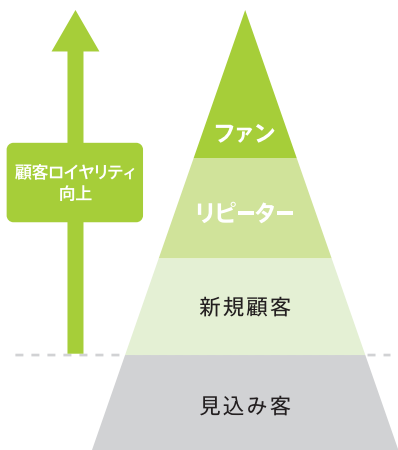 ファン
顧客ロイヤリティ
向上
リピーター
新規顧客
見込み客